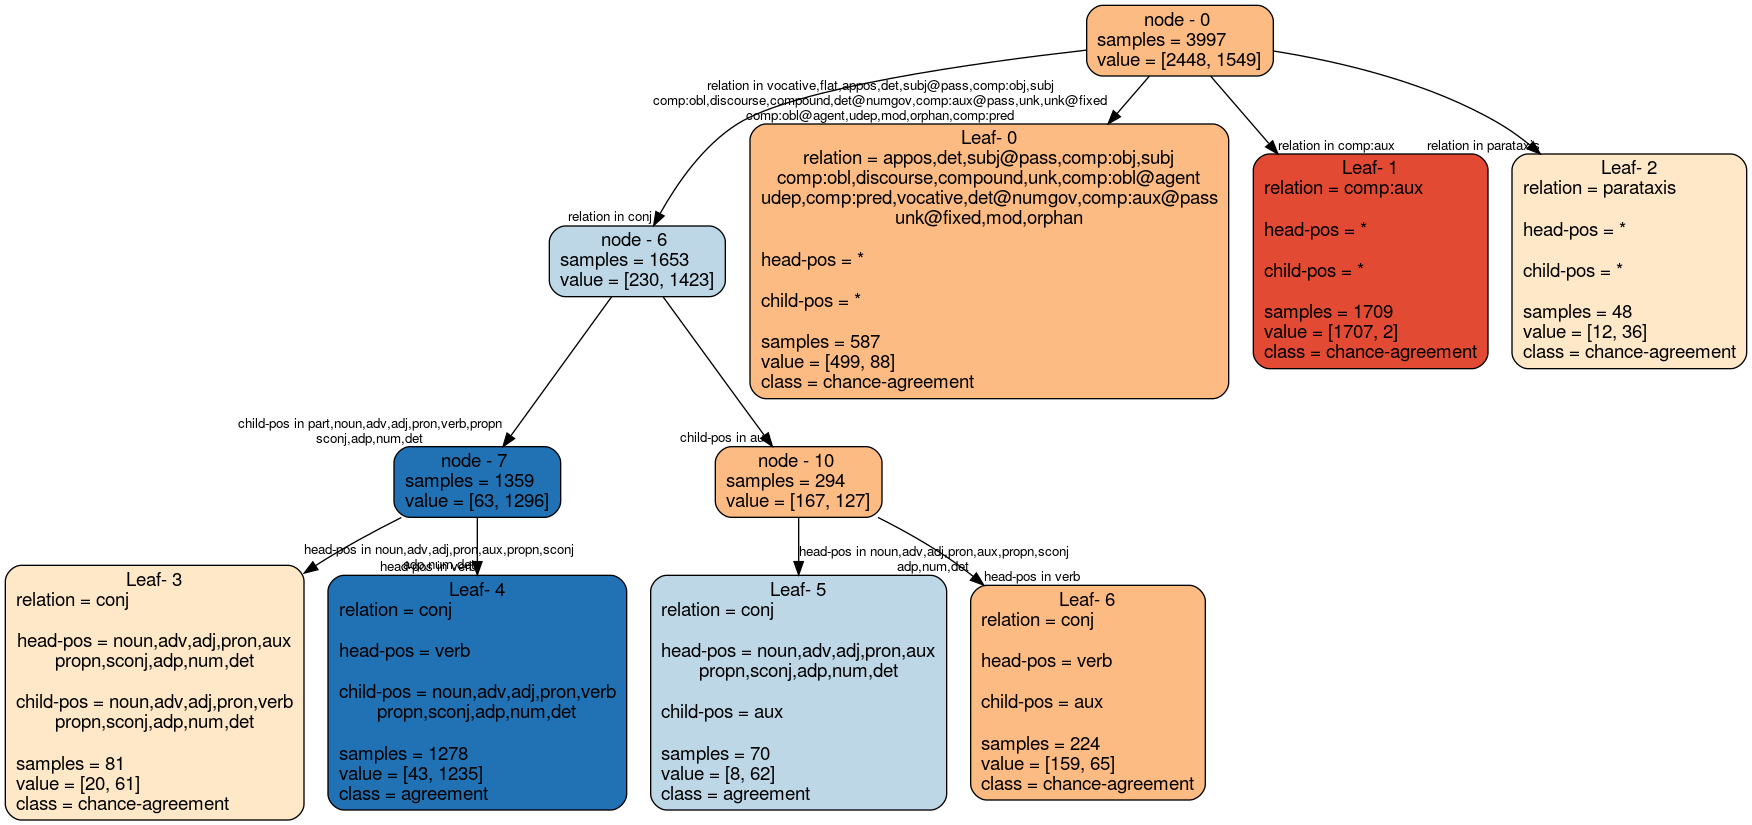 node - 0
samples = 3997
value = [2448, 1549]
relation in vocative,flat,appos,det,subj@pass,comp:obj,subj
comp:obl,discourse,compound,det@numgov,comp:aux@pass,unk,unk@fixed
comp:obl@agent,udep,mod,orphan,comp:pred
relation in conj
relation in comp:aux
relation in parataxis
Leaf- 0
relation = appos,det,subj@pass,comp:obj,subj
comp:obl,discourse,compound,unk,comp:obl@agent
udep,comp:pred,vocative,det@numgov,comp:aux@pass
unk@fixed,mod,orphan
head-pos = *
child-pos = *
samples = 587
value = [499, 88]
class = chance-agreement
Leaf- 1
relation = comp:aux
head-pos = *
child-pos = *
samples = 1709
value = [1707, 2]
class = chance-agreement
Leaf- 2
relation = parataxis
head-pos = *
child-pos = *
samples = 48
value = [12, 36]
class = chance-agreement
node - 6
samples = 1653
value = [230, 1423]
child-pos in part,noun,adv,adj,pron,verb,propn
sconj,adp,num,det
child-pos in aux
node - 7
samples = 1359
value = [63, 1296]
node - 10
samples = 294
value = [167, 127]
head-pos in noun,adv,adj,pron,aux,propn,sconj
adp,num,det
head-pos in verb
head-pos in noun,adv,adj,pron,aux,propn,sconj
adp,num,det
head-pos in verb
Leaf- 3
relation = conj
head-pos = noun,adv,adj,pron,aux
propn,sconj,adp,num,det
child-pos = noun,adv,adj,pron,verb
propn,sconj,adp,num,det
samples = 81
value = [20, 61]
class = chance-agreement
Leaf- 4
relation = conj
head-pos = verb
child-pos = noun,adv,adj,pron,verb
propn,sconj,adp,num,det
samples = 1278
value = [43, 1235]
class = agreement
Leaf- 5
relation = conj
head-pos = noun,adv,adj,pron,aux
propn,sconj,adp,num,det
child-pos = aux
samples = 70
value = [8, 62]
class = agreement
Leaf- 6
relation = conj
head-pos = verb
child-pos = aux
samples = 224
value = [159, 65]
class = chance-agreement